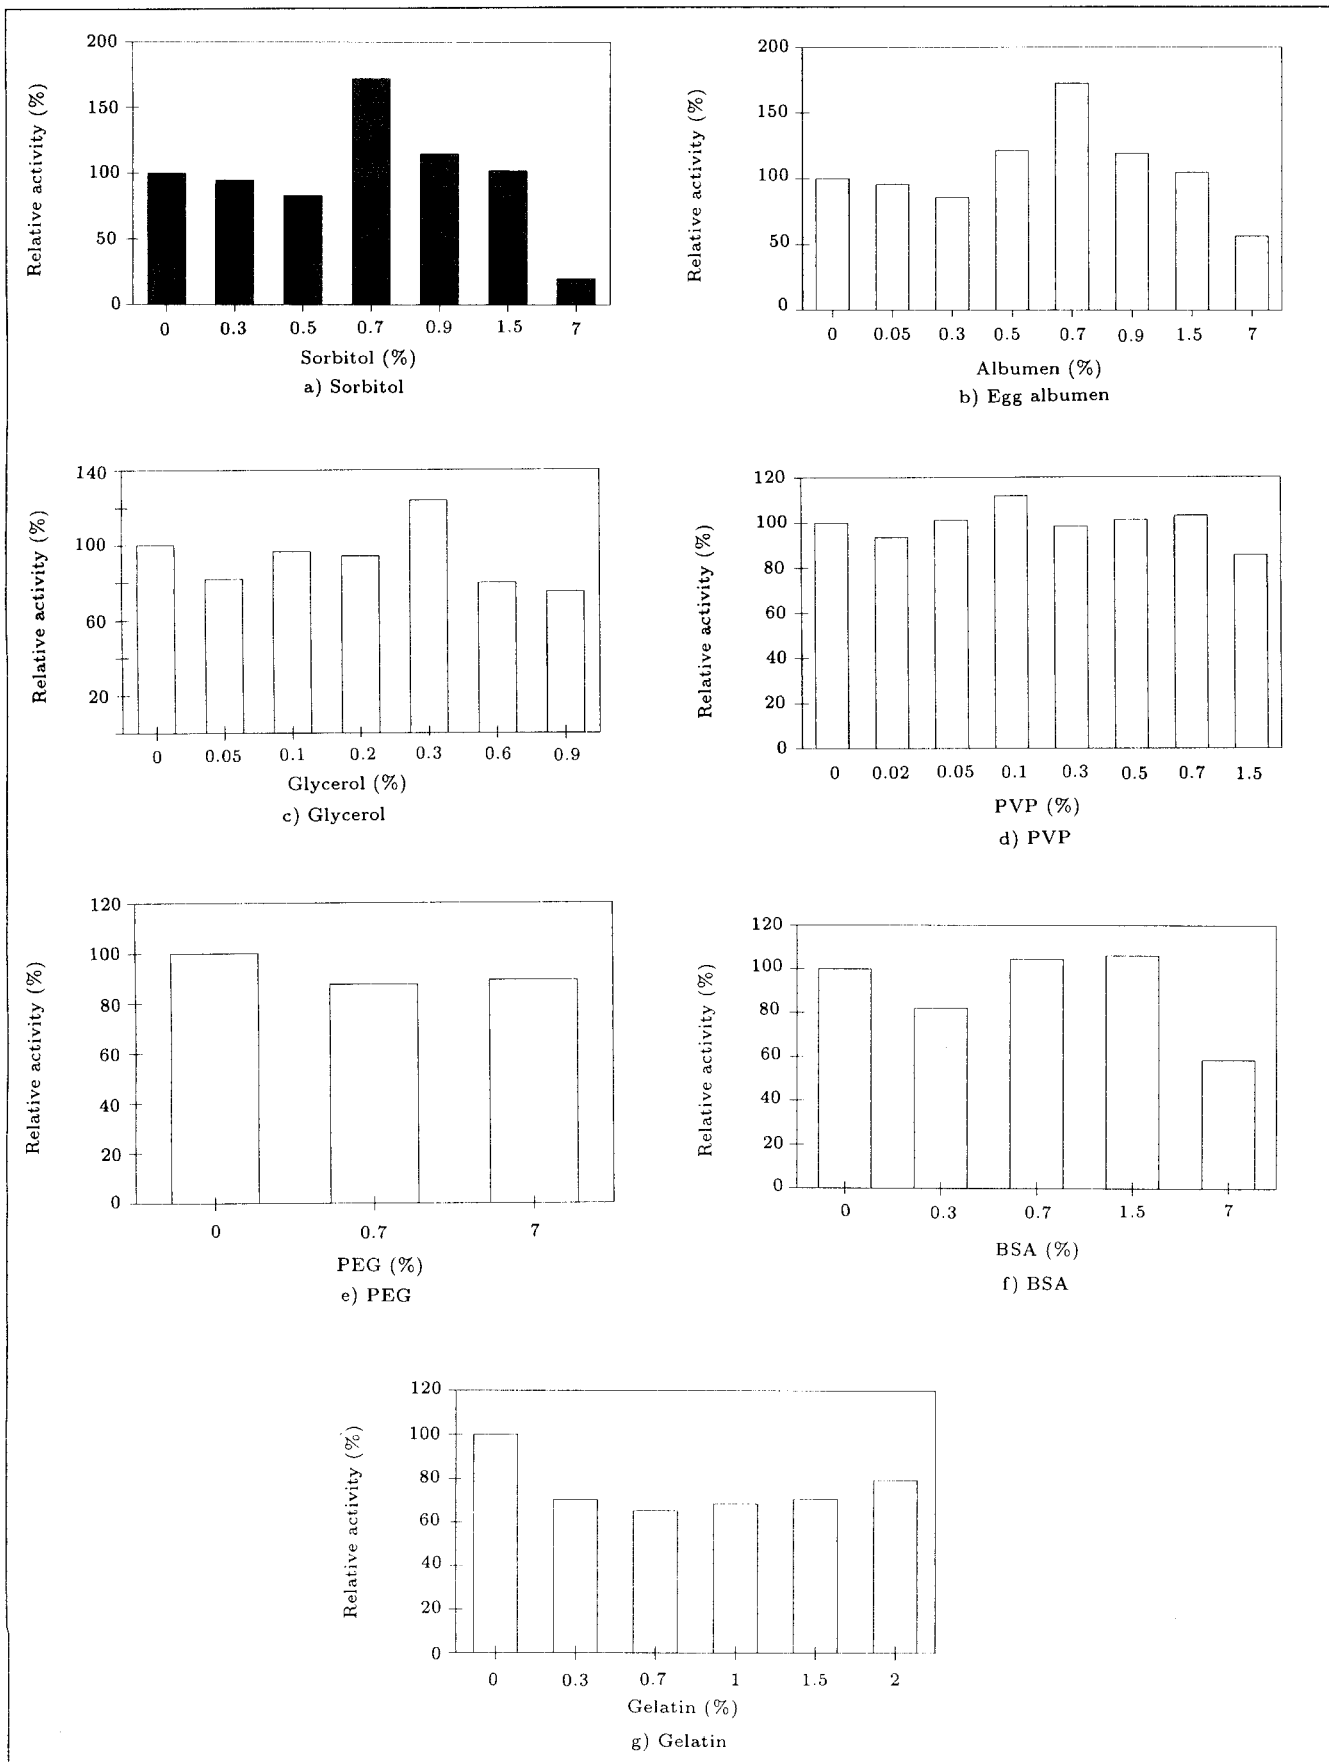 Relative activity (%)
200
150
100
50
0
0 0.3 0.5 0.7 0.9 1.5 7
Sorbitol (%)
a) Sorbitol
Relative activity (%)
200
150
100
50
0
0 0.05 0.3 0.5 0.7 0.9 1.5 7
Albumen (%)
b) Egg albumen
Relative activity (%)
140
100
60
20
0 0.05 0.1 0.2 0.3 0.6 0.9
Glycerol (%)
c) Glycerol
Relative activity (%)
120
100
80
60
40
20
0
0 0.02 0.05 0.1 0.3 0.5 0.7 1.5
PVP (%)
d) PVP
Relative activity (%)
120
100
80
60
40
20
0
0 0.7 7
PEG (%)
e) PEG
Relative activity (%)
120
100
80
60
40
20
0
0 0.3 0.7 1.5 7
BSA (%)
f) BSA
Relative activity (%)
120
100
80
60
40
20
0
0 0.3 0.7 1 1.5 2
Gelatin (%)
g) Gelatin